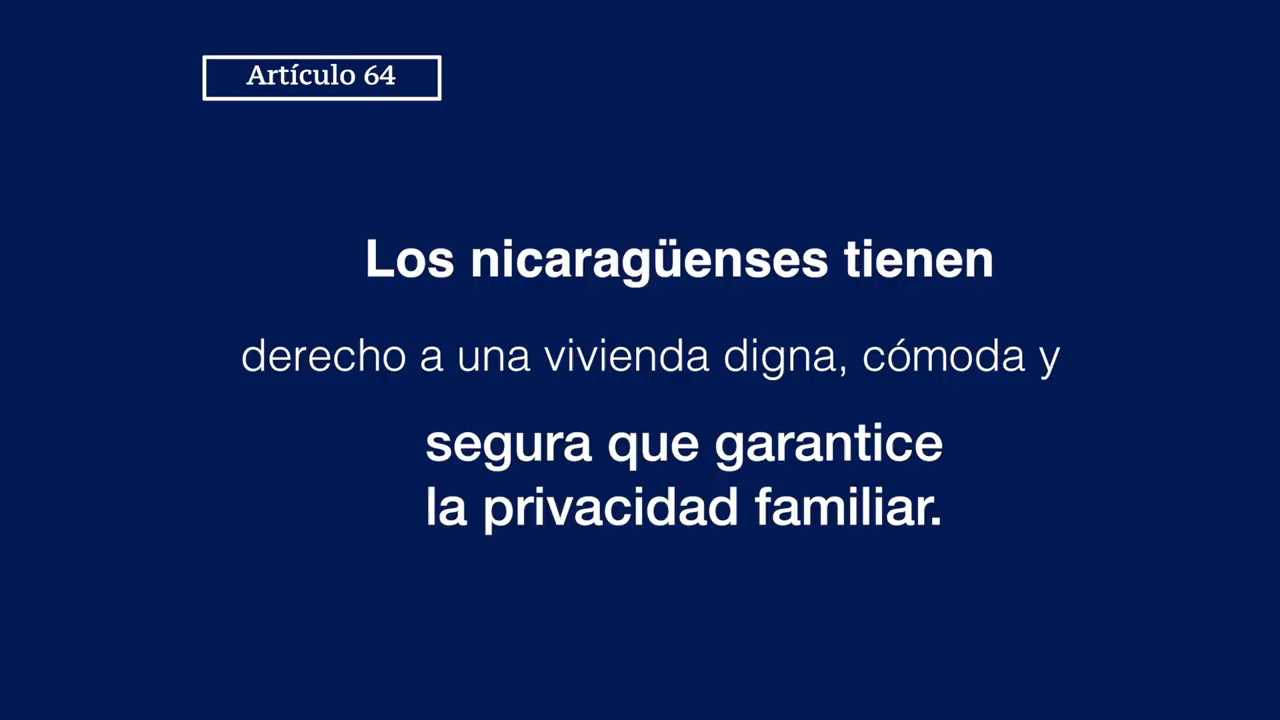 Artículo 64
Los nicaragüenses tienen
derecho a una vivienda digna, cómoda y
segura que garantice
la privacidad familiar.